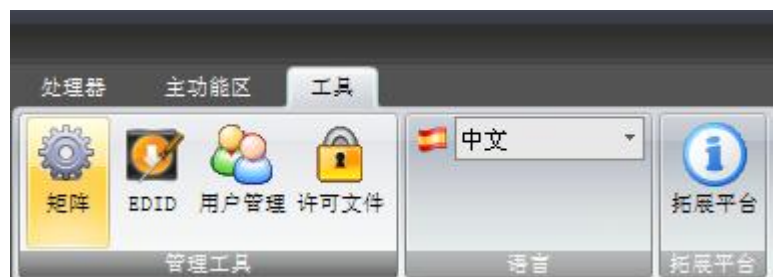 处理器 主功能区 工具
中文
矩阵 EDID 用户管理 许可文件 拓展平台
管理工具 语言 拓展平台